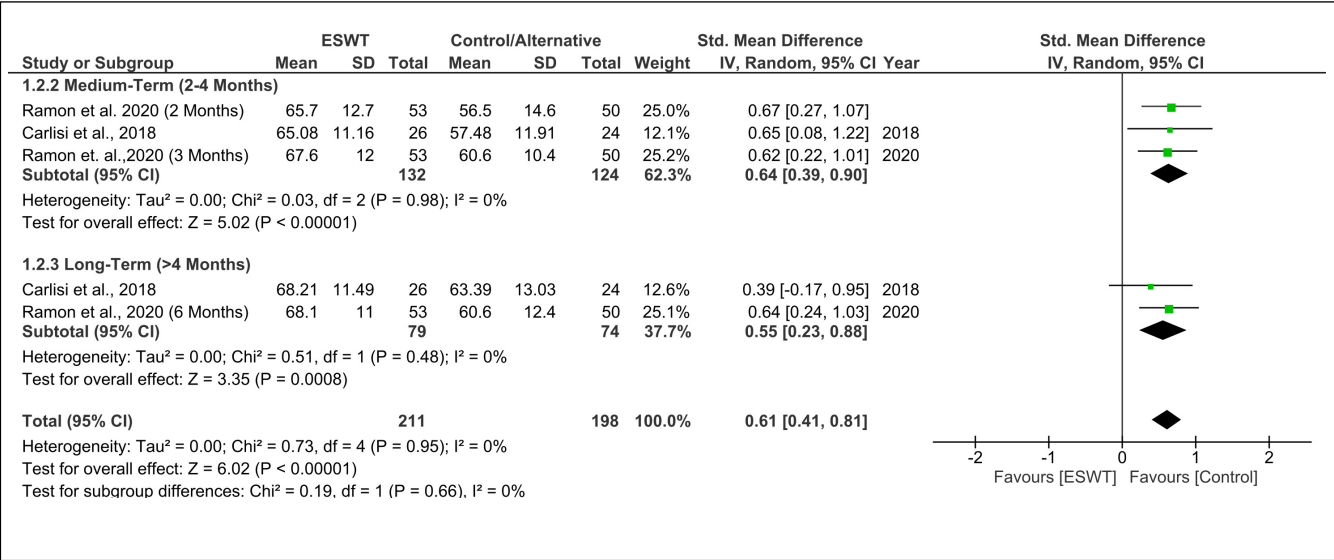 ESWT Control/Alternative Std. Mean Difference Std. Mean Difference
Study or Subgroup Mean SD Total Mean SD Total Weight IV, Random, 95% CI Year IV, Random, 95% CI
1.2.2 Medium-Term (2-4 Months)
Ramon et al. 2020 (2 Months) 65.7 12.7 53 56.5 14.6 50 25.0% 0.67 [0.27, 1.07]
Carlisi et al., 2018 65.08 11.16 26 57.48 11.91 24 12.1% 0.65 [0.08, 1.22] 2018
Ramon et. al.,2020 (3 Months) 67.6 12 53 60.6 10.4 50 25.2% 0.62 [0.22, 1.01] 2020
Subtotal (95% CI) 132 124 62.3% 0.64 [0.39, 0.90]
Heterogeneity: Tau² = 0.00; Chi² = 0.03, df = 2 (P = 0.98); I² = 0%
Test for overall effect: Z = 5.02 (P < 0.00001)
1.2.3 Long-Term (>4 Months)
Carlisi et al., 2018 68.21 11.49 26 63.39 13.03 24 12.6% 0.39 [-0.17, 0.95] 2018
Ramon et al., 2020 (6 Months) 68.1 11 53 60.6 12.4 50 25.1% 0.64 [0.24, 1.03] 2020
Subtotal (95% CI) 79 74 37.7% 0.55 [0.23, 0.88]
Heterogeneity: Tau² = 0.00; Chi² = 0.51, df = 1 (P = 0.48); I² = 0%
Test for overall effect: Z = 3.35 (P = 0.0008)
Total (95% CI) 211 198 100.0% 0.61 [0.41, 0.81]
Heterogeneity: Tau² = 0.00; Chi² = 0.73, df = 4 (P = 0.95); I² = 0%
Test for overall effect: Z = 6.02 (P < 0.00001)
Test for subgroup differences: Chi² = 0.19, df = 1 (P = 0.66), I² = 0%
-2 -1 0 1 2
Favours [ESWT] Favours [Control]